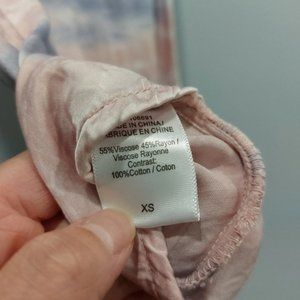 MADE IN CHINA /
FABRIQUE EN CHINE
55%Viscose 45%Rayon /
Viscose Rayonne
Contrast:
100%Cotton / Coton
XS